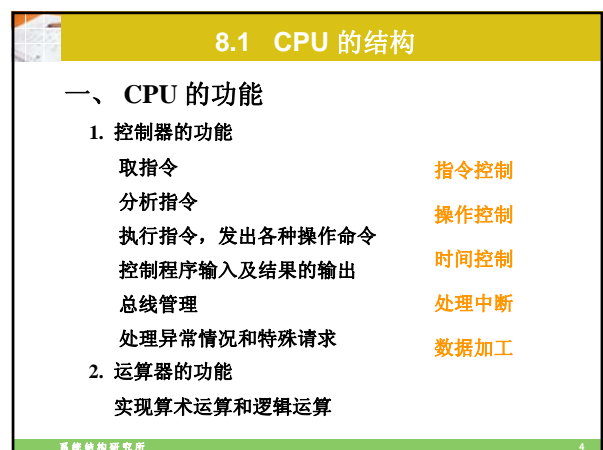 8.1 CPU 的结构
一、 CPU 的功能
1. 控制器的功能
取指令
分析指令
执行指令，发出各种操作命令
控制程序输入及结果的输出
总线管理
处理异常情况和特殊请求
2. 运算器的功能
实现算术运算和逻辑运算
指令控制
操作控制
时间控制
处理中断
数据加工
系统结构研究所
4